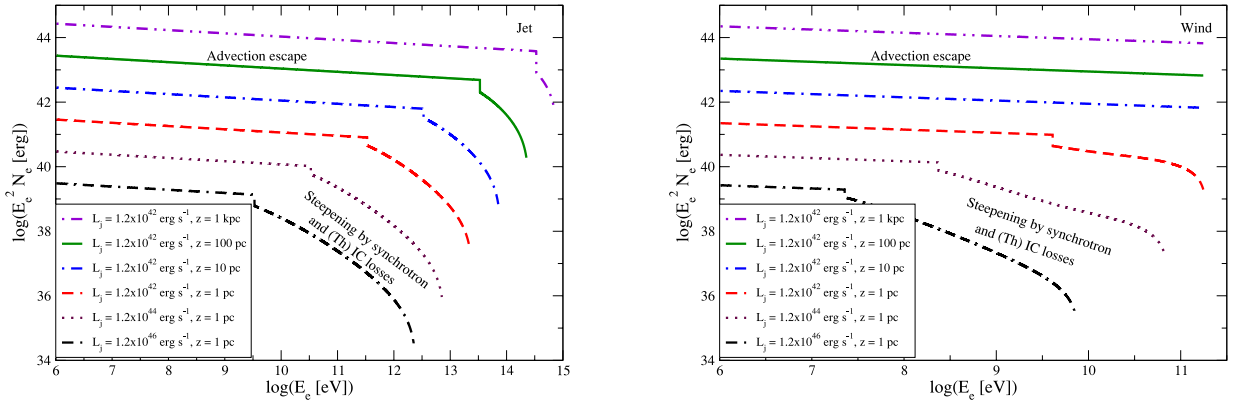 Jet
Advection escape
Steepening by synchrotron
and (Th) IC losses
log(E_e^2 N_e [erg])
44
42
40
38
36
34
L_j = 1.2x10^42 erg s^-1, z = 1 kpc
L_j = 1.2x10^42 erg s^-1, z = 100 pc
L_j = 1.2x10^42 erg s^-1, z = 10 pc
L_j = 1.2x10^42 erg s^-1, z = 1 pc
L_j = 1.2x10^44 erg s^-1, z = 1 pc
L_j = 1.2x10^46 erg s^-1, z = 1 pc
6 7 8 9 10 11 12 13 14 15
log(E_e [eV])
Wind
Advection escape
Steepening by synchrotron
and (Th) IC losses
log(E_e^2 N_e [erg])
44
42
40
38
36
34
L_j = 1.2x10^42 erg s^-1, z = 1 kpc
L_j = 1.2x10^42 erg s^-1, z = 100 pc
L_j = 1.2x10^42 erg s^-1, z = 10 pc
L_j = 1.2x10^42 erg s^-1, z = 1 pc
L_j = 1.2x10^44 erg s^-1, z = 1 pc
L_j = 1.2x10^46 erg s^-1, z = 1 pc
6 7 8 9 10 11
log(E_e [eV])